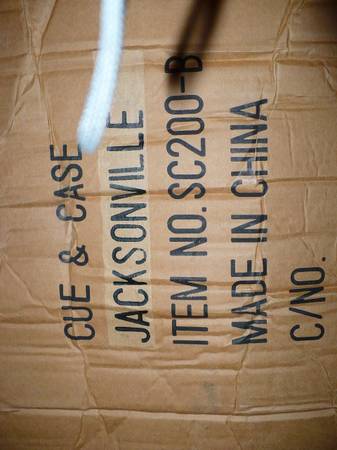 CUE & CASE
JACKSONVILLE
ITEM NO. SC200-B
MADE IN CHINA
C/NO.